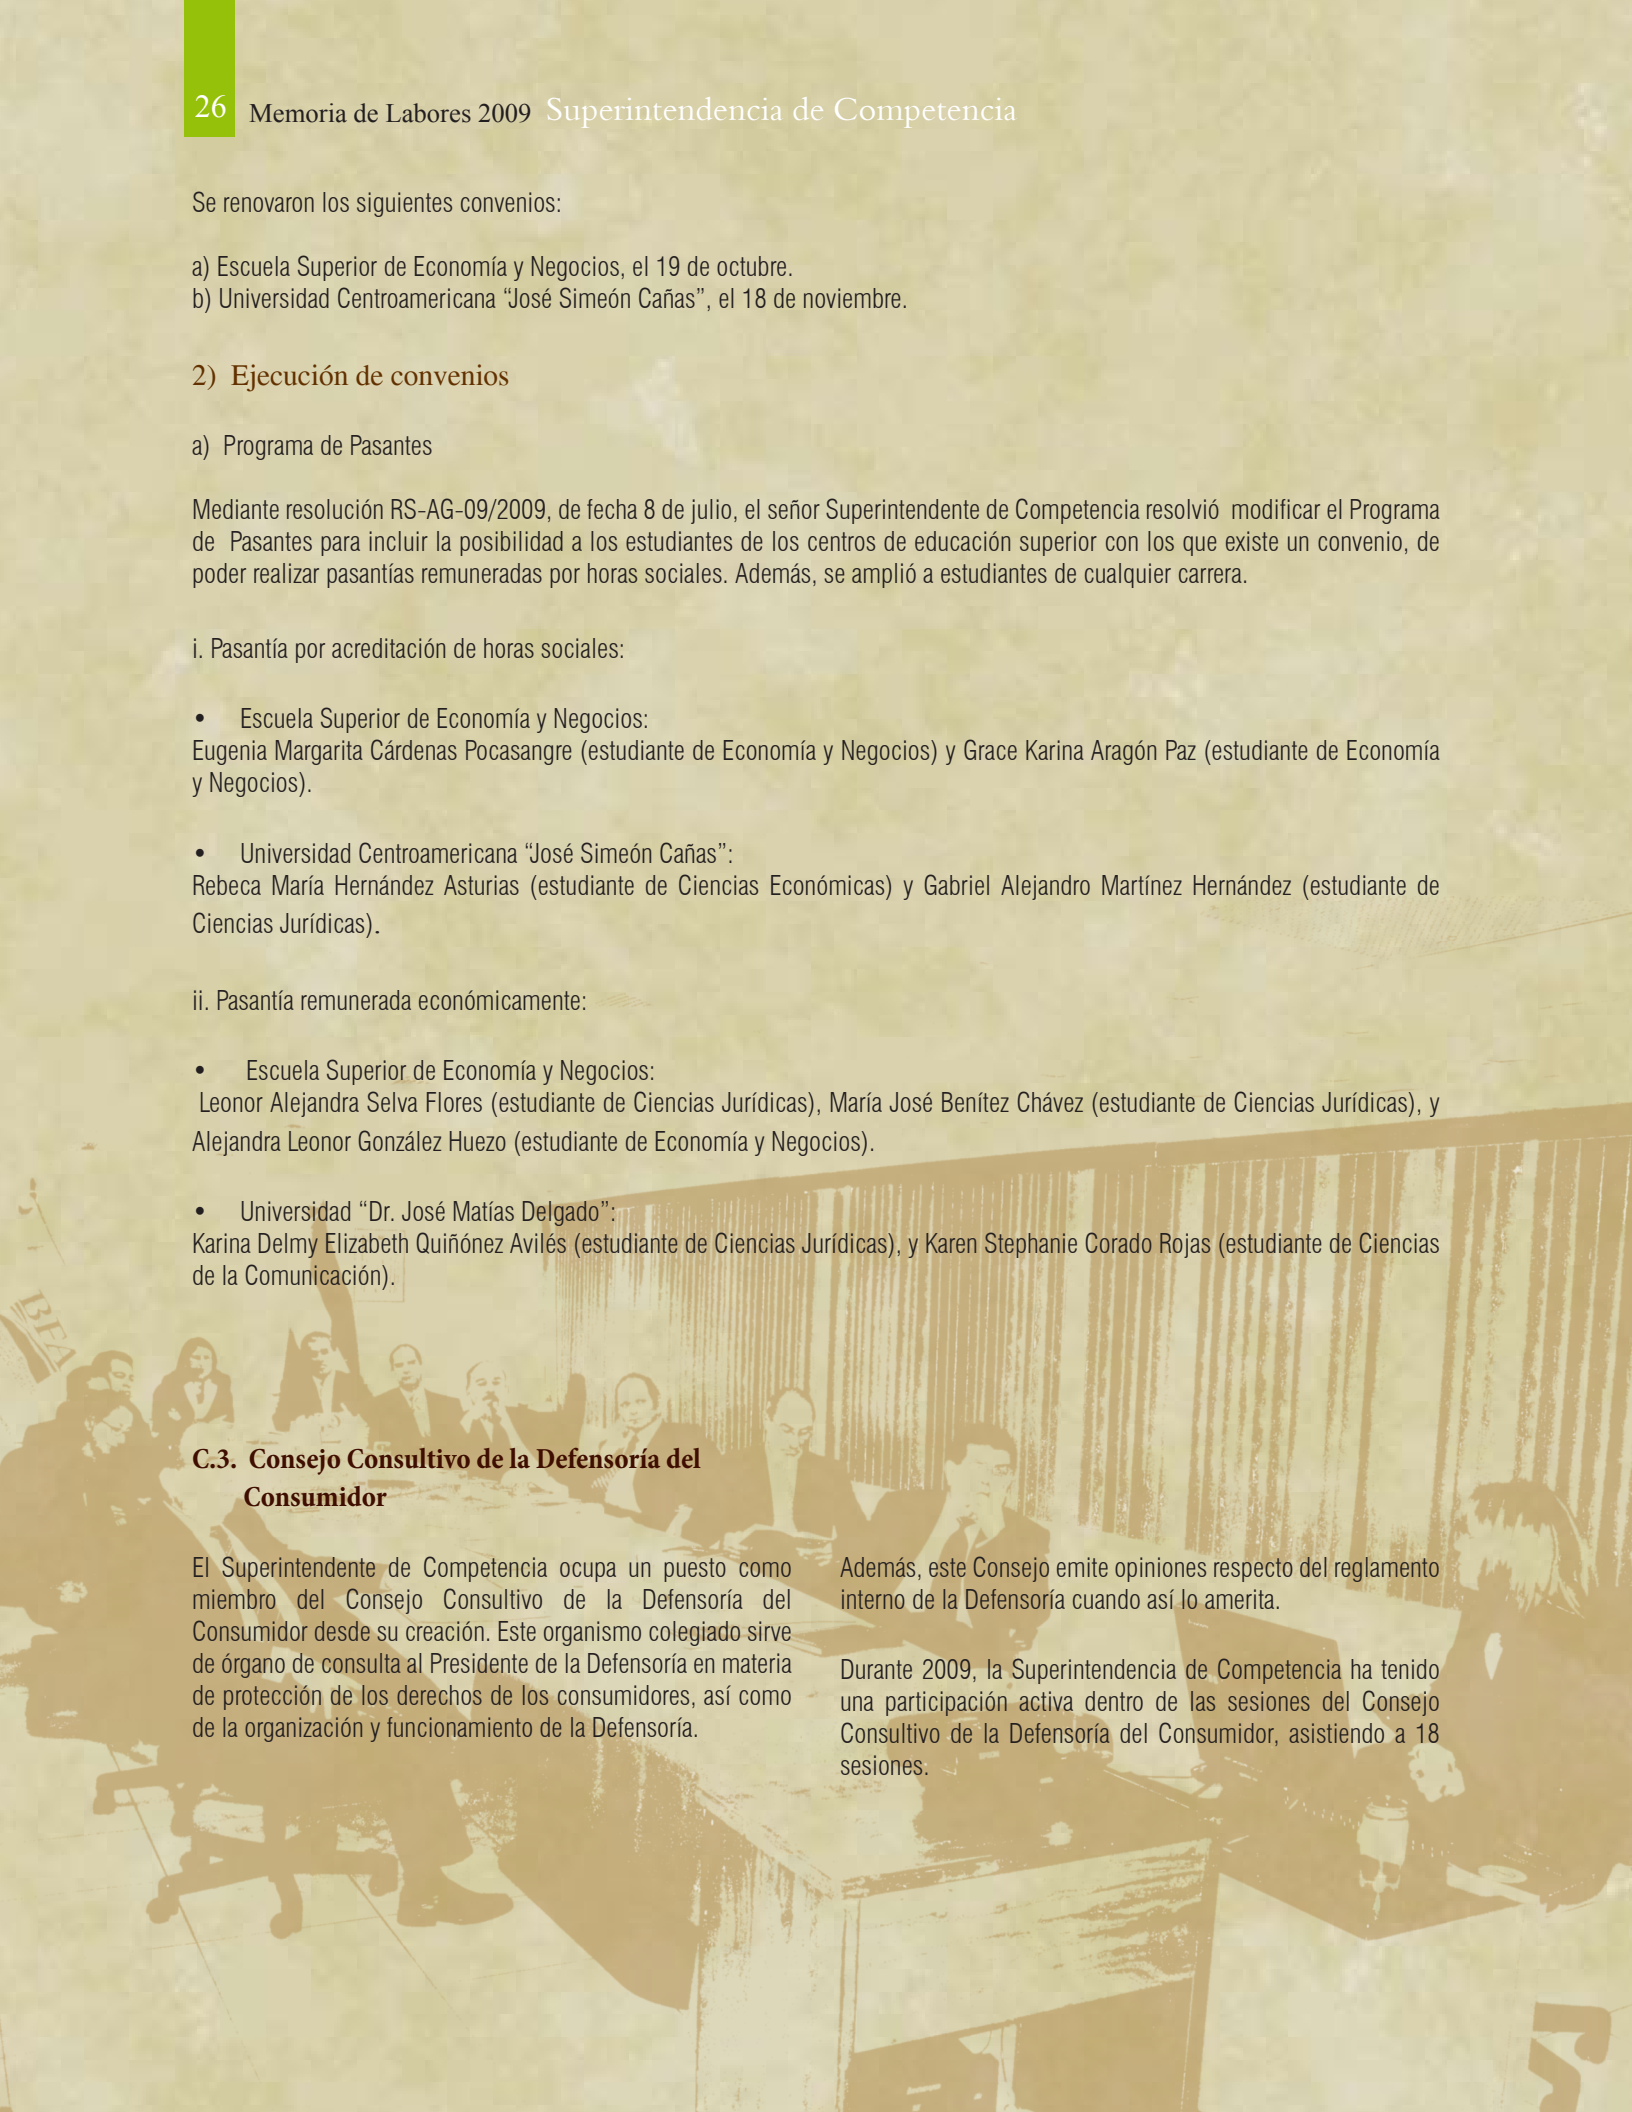 26 Memoria de Labores 2009 Superintendencia de Competencia
Se renovaron los siguientes convenios:
a) Escuela Superior de Economía y Negocios, el 19 de octubre.
b) Universidad Centroamericana “José Simeón Cañas”, el 18 de noviembre.
2) Ejecución de convenios
a) Programa de Pasantes
Mediante resolución RS-AG-09/2009, de fecha 8 de julio, el señor Superintendente de Competencia resolvió modificar el Programa
de Pasantes para incluir la posibilidad a los estudiantes de los centros de educación superior con los que existe un convenio, de
poder realizar pasantías remuneradas por horas sociales. Además, se amplió a estudiantes de cualquier carrera.
i. Pasantía por acreditación de horas sociales:
• Escuela Superior de Economía y Negocios:
Eugenia Margarita Cárdenas Pocasangre (estudiante de Economía y Negocios) y Grace Karina Aragón Paz (estudiante de Economía
y Negocios).
• Universidad Centroamericana “José Simeón Cañas”:
Rebeca María Hernández Asturias (estudiante de Ciencias Económicas) y Gabriel Alejandro Martínez Hernández (estudiante de
Ciencias Jurídicas).
ii. Pasantía remunerada económicamente:
• Escuela Superior de Economía y Negocios:
Leonor Alejandra Selva Flores (estudiante de Ciencias Jurídicas), María José Benítez Chávez (estudiante de Ciencias Jurídicas), y
Alejandra Leonor González Huezo (estudiante de Economía y Negocios).
• Universidad “Dr. José Matías Delgado”:
Karina Delmy Elizabeth Quiñónez Avilés (estudiante de Ciencias Jurídicas), y Karen Stephanie Corado Rojas (estudiante de Ciencias
de la Comunicación).
BFA
C.3. Consejo Consultivo de la Defensoría del
Consumidor
El Superintendente de Competencia ocupa un puesto como
miembro del Consejo Consultivo de la Defensoría del
Consumidor desde su creación. Este organismo colegiado sirve
de órgano de consulta al Presidente de la Defensoría en materia
de protección de los derechos de los consumidores, así como
de la organización y funcionamiento de la Defensoría.
Además, este Consejo emite opiniones respecto del reglamento
interno de la Defensoría cuando así lo amerita.
Durante 2009, la Superintendencia de Competencia ha tenido
una participación activa dentro de las sesiones del Consejo
Consultivo de la Defensoría del Consumidor, asistiendo a 18
sesiones.